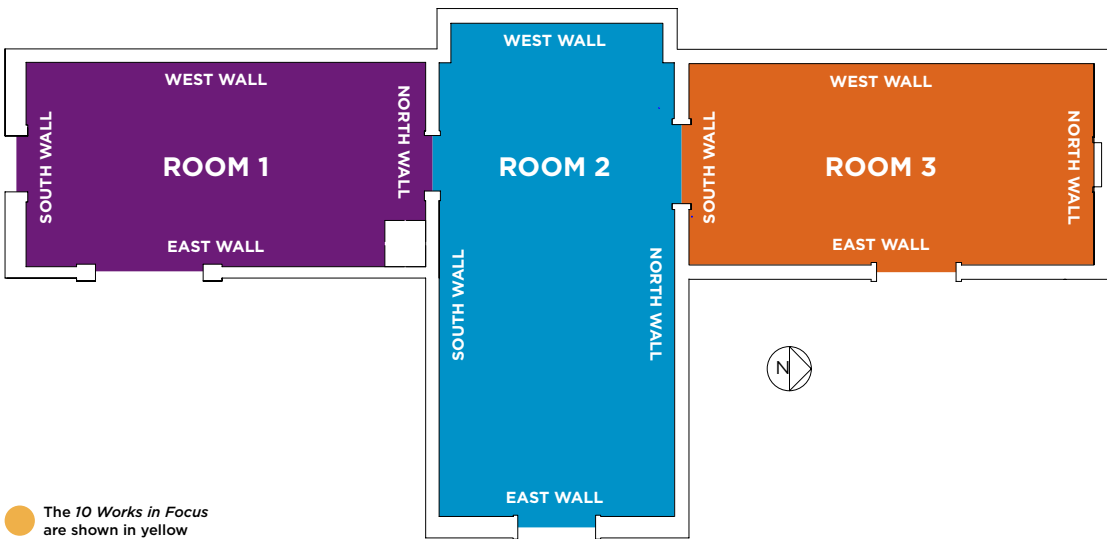 WEST WALL
SOUTH WALL
ROOM 1
NORTH WALL
EAST WALL
WEST WALL
ROOM 2
SOUTH WALL
NORTH WALL
EAST WALL
WEST WALL
SOUTH WALL
ROOM 3
NORTH WALL
EAST WALL
N
The 10 Works in Focus
are shown in yellow